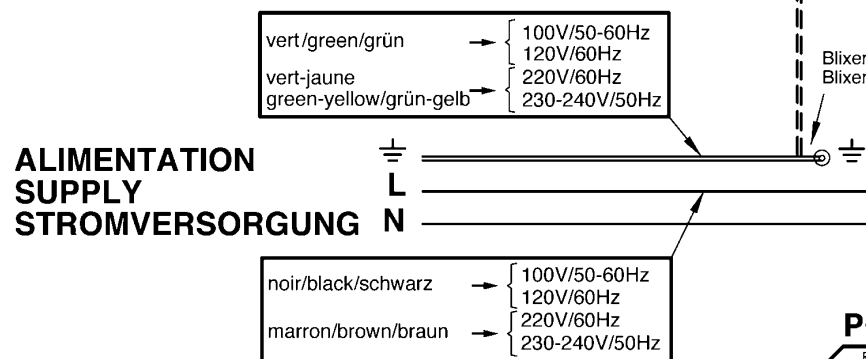 vert/green/grün
100V/50-60Hz
120V/60Hz
vert-jaune
green-yellow/grün-gelb
220V/60Hz
230-240V/50Hz
Blixer
Blixer
ALIMENTATION
SUPPLY
STROMVERSORGUNG
L
N
noir/black/schwarz
100V/50-60Hz
120V/60Hz
marron/brown/braun
220V/60Hz
230-240V/50Hz